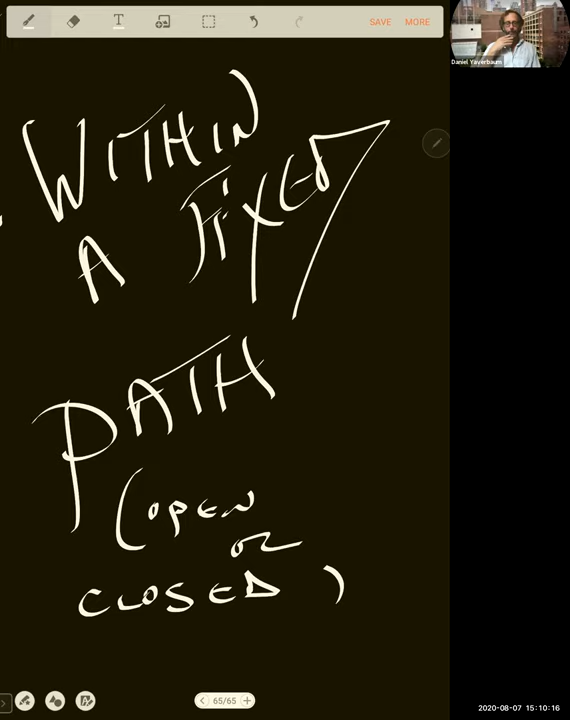 T
SAVE MORE
Daniel Yaverbaum
WITHIN
A FIXED
PATH
(OPEN
OR
CLOSED)
65/65
2020-08-07 15:10:16